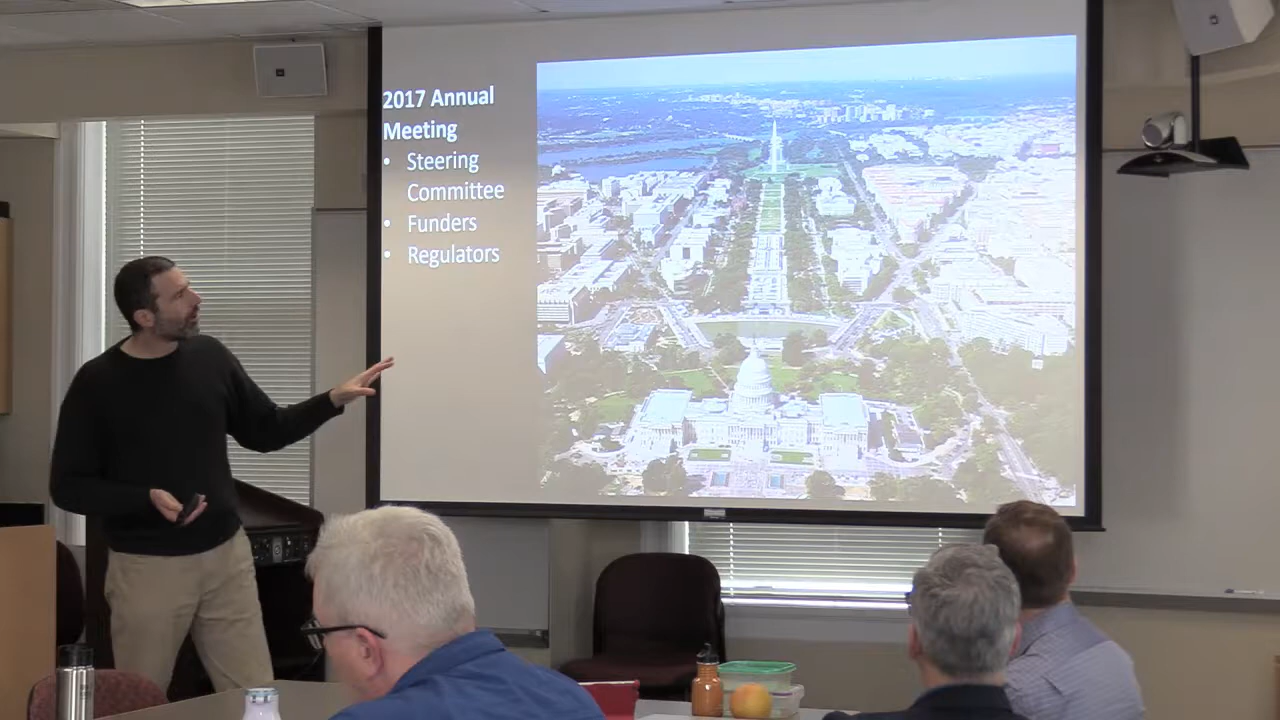 2017 Annual
Meeting
• Steering
Committee
• Funders
• Regulators